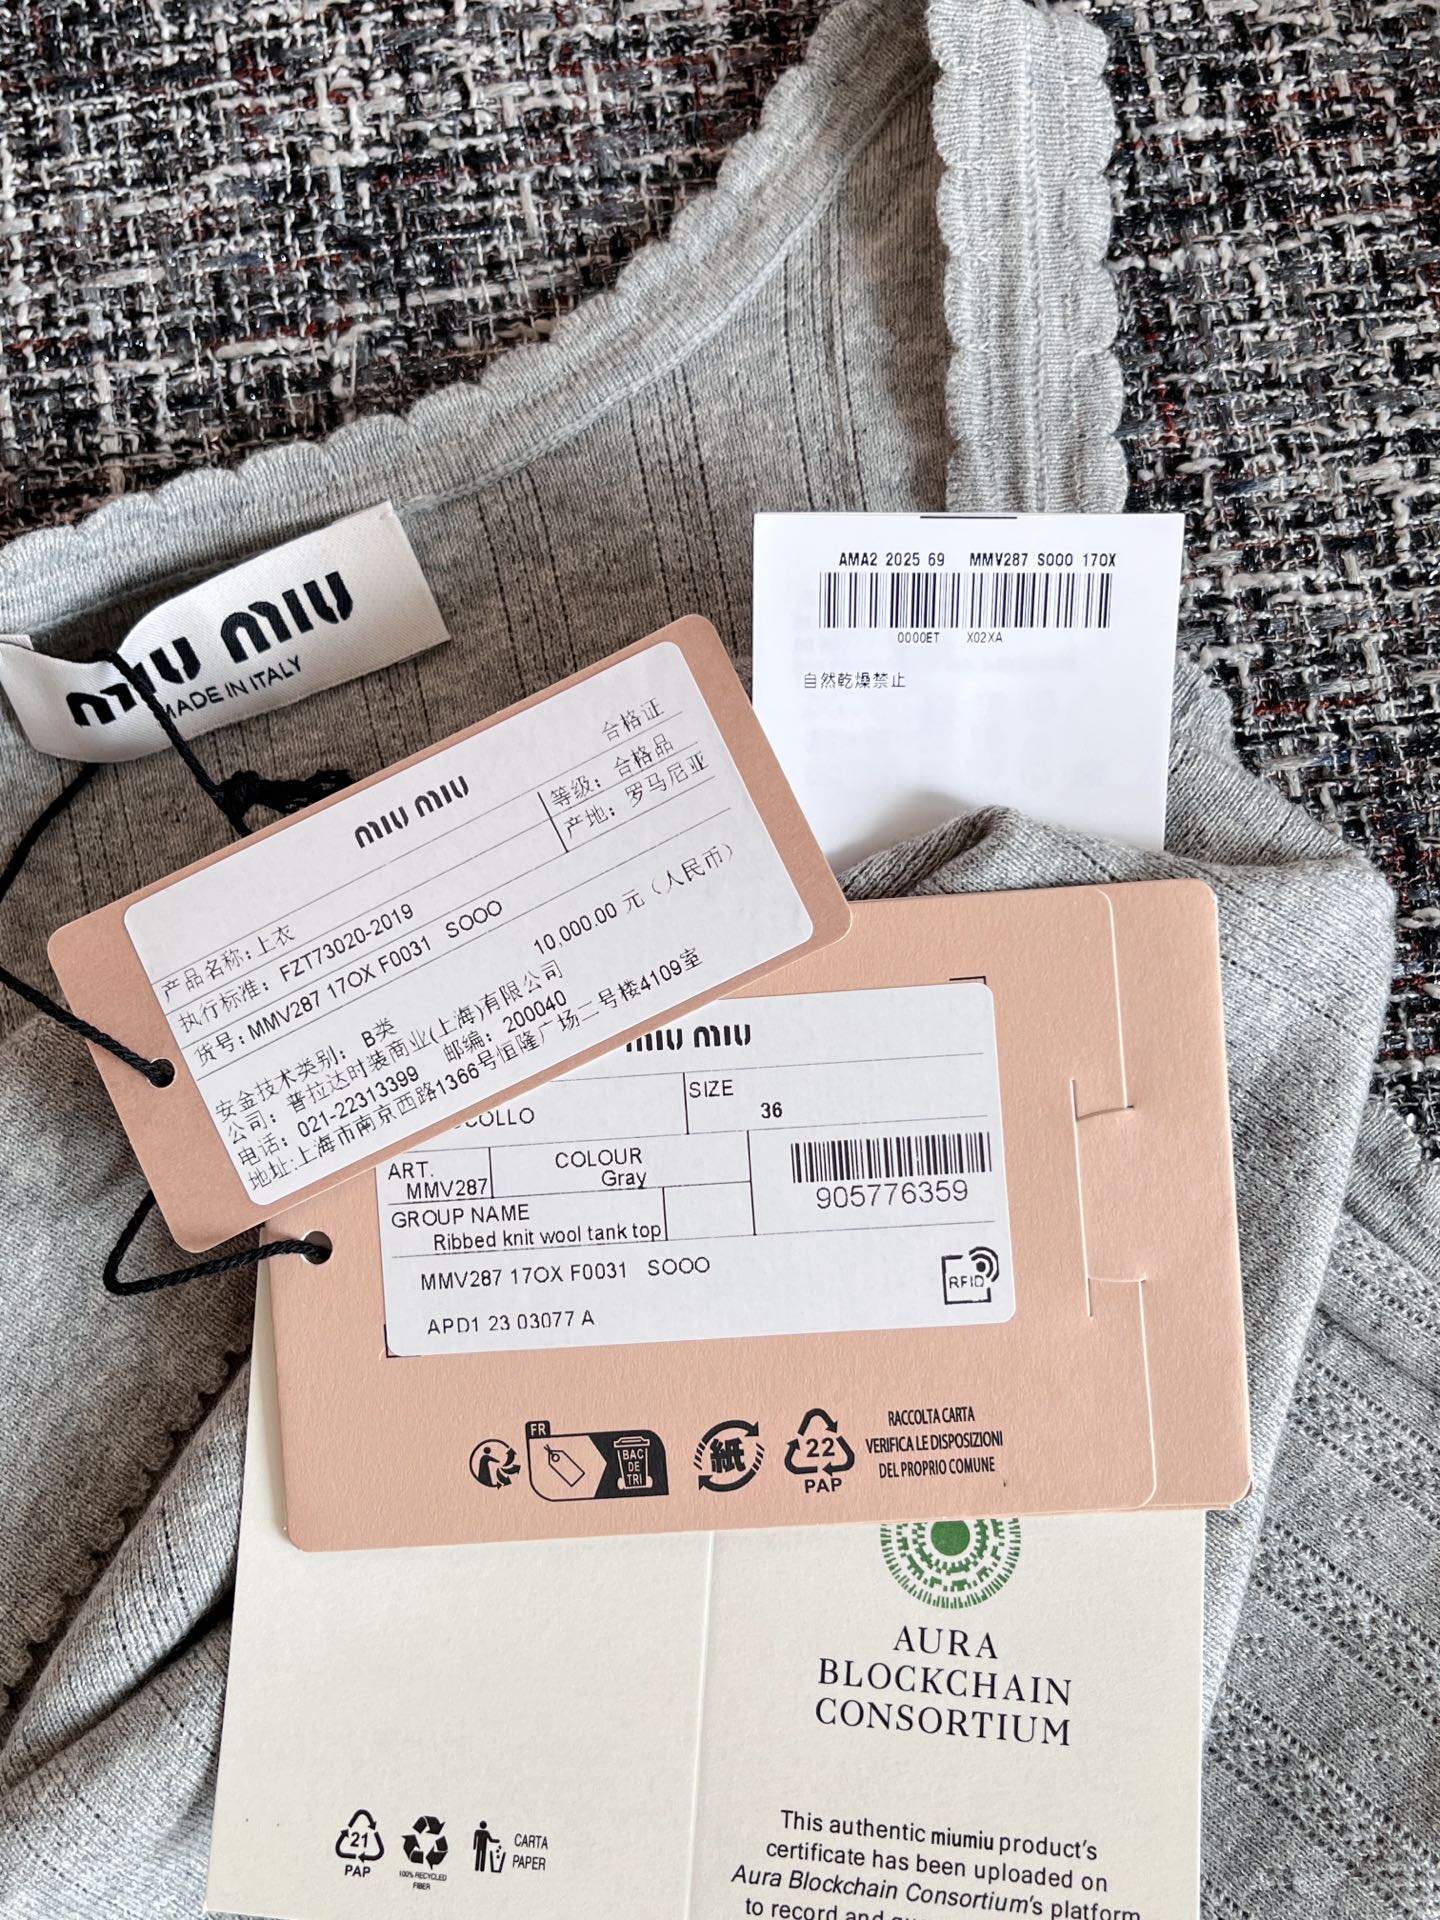 MIU MIU
MADE IN ITALY
AMA2 2025 69 MMV287 SOOO 17OX
0000ET X02XA
自然乾燥禁止
合格证
MIU MIU
等级：合格品
产地：罗马尼亚
产品名称：上衣
执行标准：FZT73020-2019
货号：MMV287 17OX F0031 SOOO
10,000.00 元（人民币）
安全技术类别：B类
公司：普拉达时装商业(上海)有限公司
电话：021-22313399 邮编：200040
地址:上海市南京西路1366号恒隆广场二号楼4109室
MIU MIU
COLLO
SIZE
36
ART.
MMV287
COLOUR
Gray
905776359
GROUP NAME
Ribbed knit wool tank top
MMV287 17OX F0031 SOOO
RFID
APD1 23 03077 A
FR
BAC
DE
TRI
紙
22
PAP
RACCOLTA CARTA
VERIFICA LE DISPOSIZIONI
DEL PROPRIO COMUNE
AURA
BLOCKCHAIN
CONSORTIUM
21
PAP
100% RECYCLED
FIBER
CARTA
PAPER
This authentic miumiu product's
certificate has been uploaded on
Aura Blockchain Consortium's platform
to record and